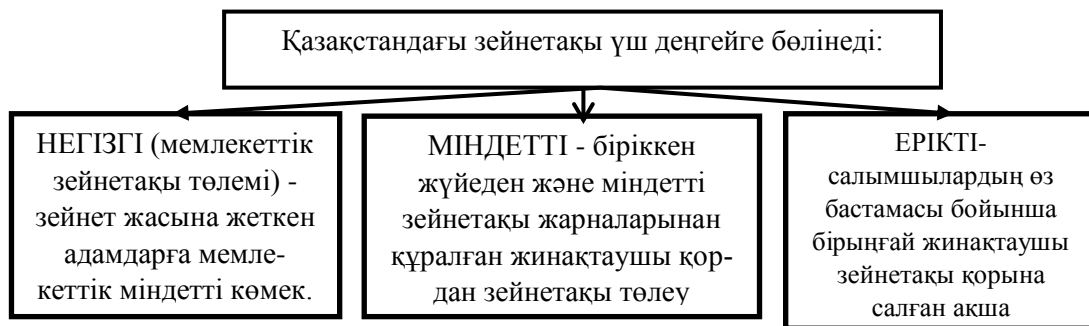 Қазақстандағы зейнетақы үш деңгейге бөлінеді:
НЕГІЗГІ (мемлекеттік
зейнетақы төлемі) -
зейнет жасына жеткен
адамдарға мемле-
кеттік міндетті көмек.
МІНДЕТТІ - біріккен
жүйеден және міндетті
зейнетақы жарналарынан
құралған жинақтаушы қор-
дан зейнетақы төлеу
ЕРІКТІ-
салымшылардың өз
бастамасы бойынша
бірыңғай жинақтаушы
зейнетақы қорына
салған ақша